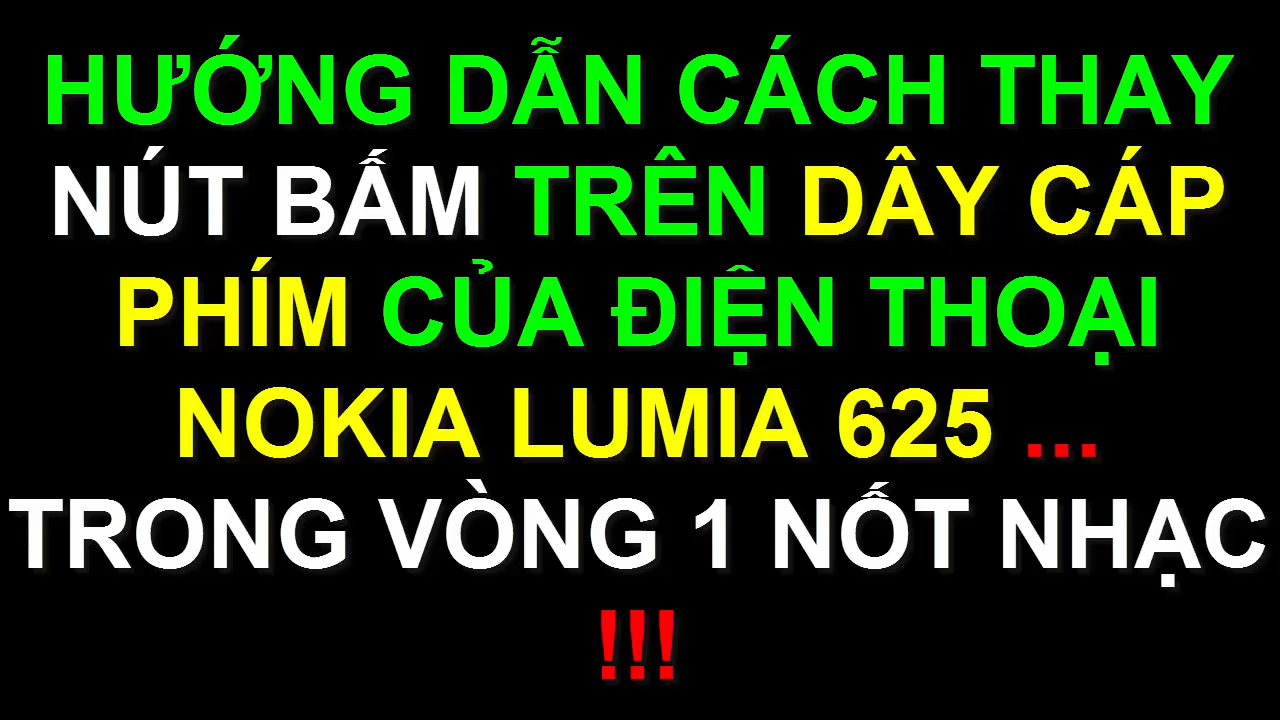 HƯỚNG DẪN CÁCH THAY
NÚT BẤM TRÊN DÂY CÁP
PHÍM CỦA ĐIỆN THOẠI
NOKIA LUMIA 625 ...
TRONG VÒNG 1 NỐT NHẠC
!!!